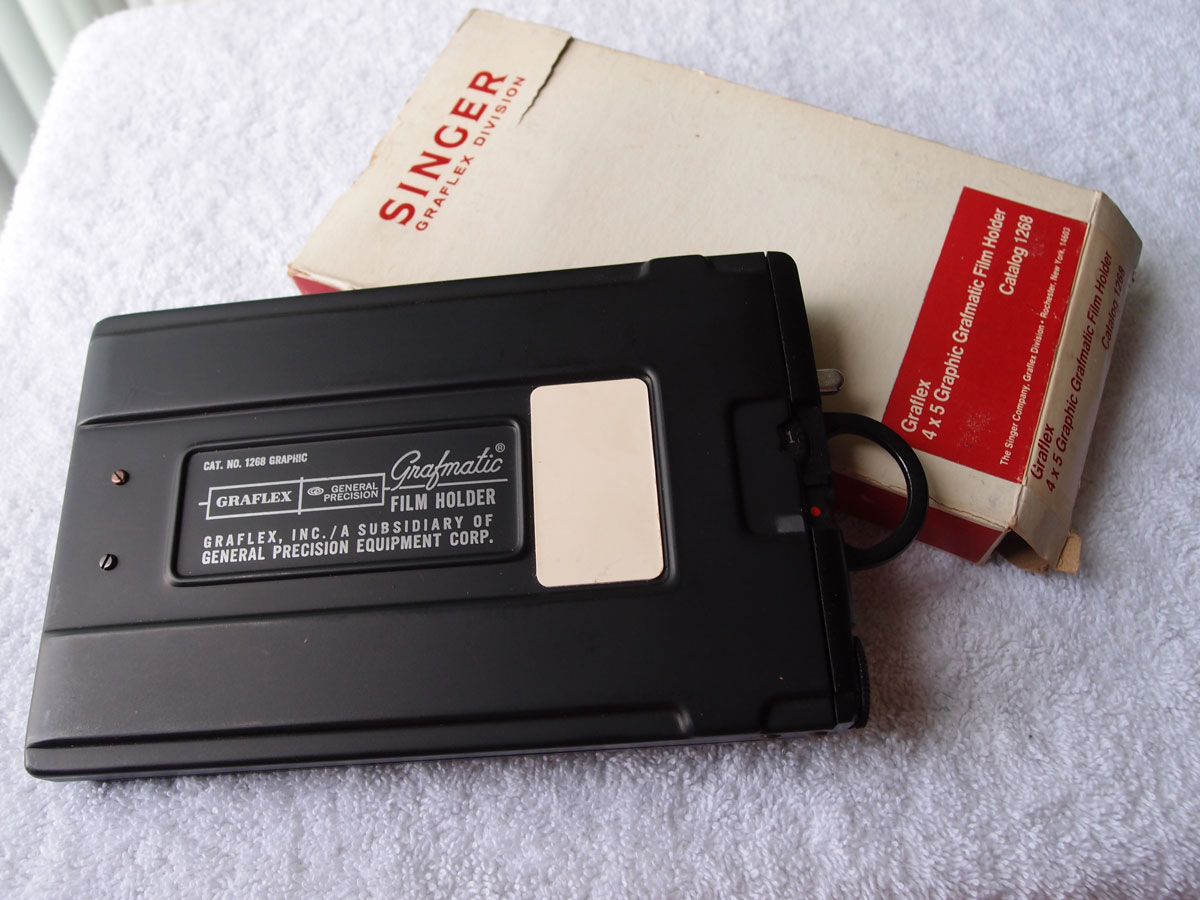 SINGER
GRAFLEX DIVISION
Graflex
4 x 5 Graphic Grafmatic Film Holder
Catalog 1268
The Singer Company, Graflex Division • Rochester, New York, 14603
Graflex
4 x 5 Graphic Grafmatic Film Holder
Catalog 1268
CAT. NO. 1268 GRAPHIC
Grafmatic®
GRAFLEX GENERAL PRECISION
FILM HOLDER
GRAFLEX, INC./A SUBSIDIARY OF
GENERAL PRECISION EQUIPMENT CORP.